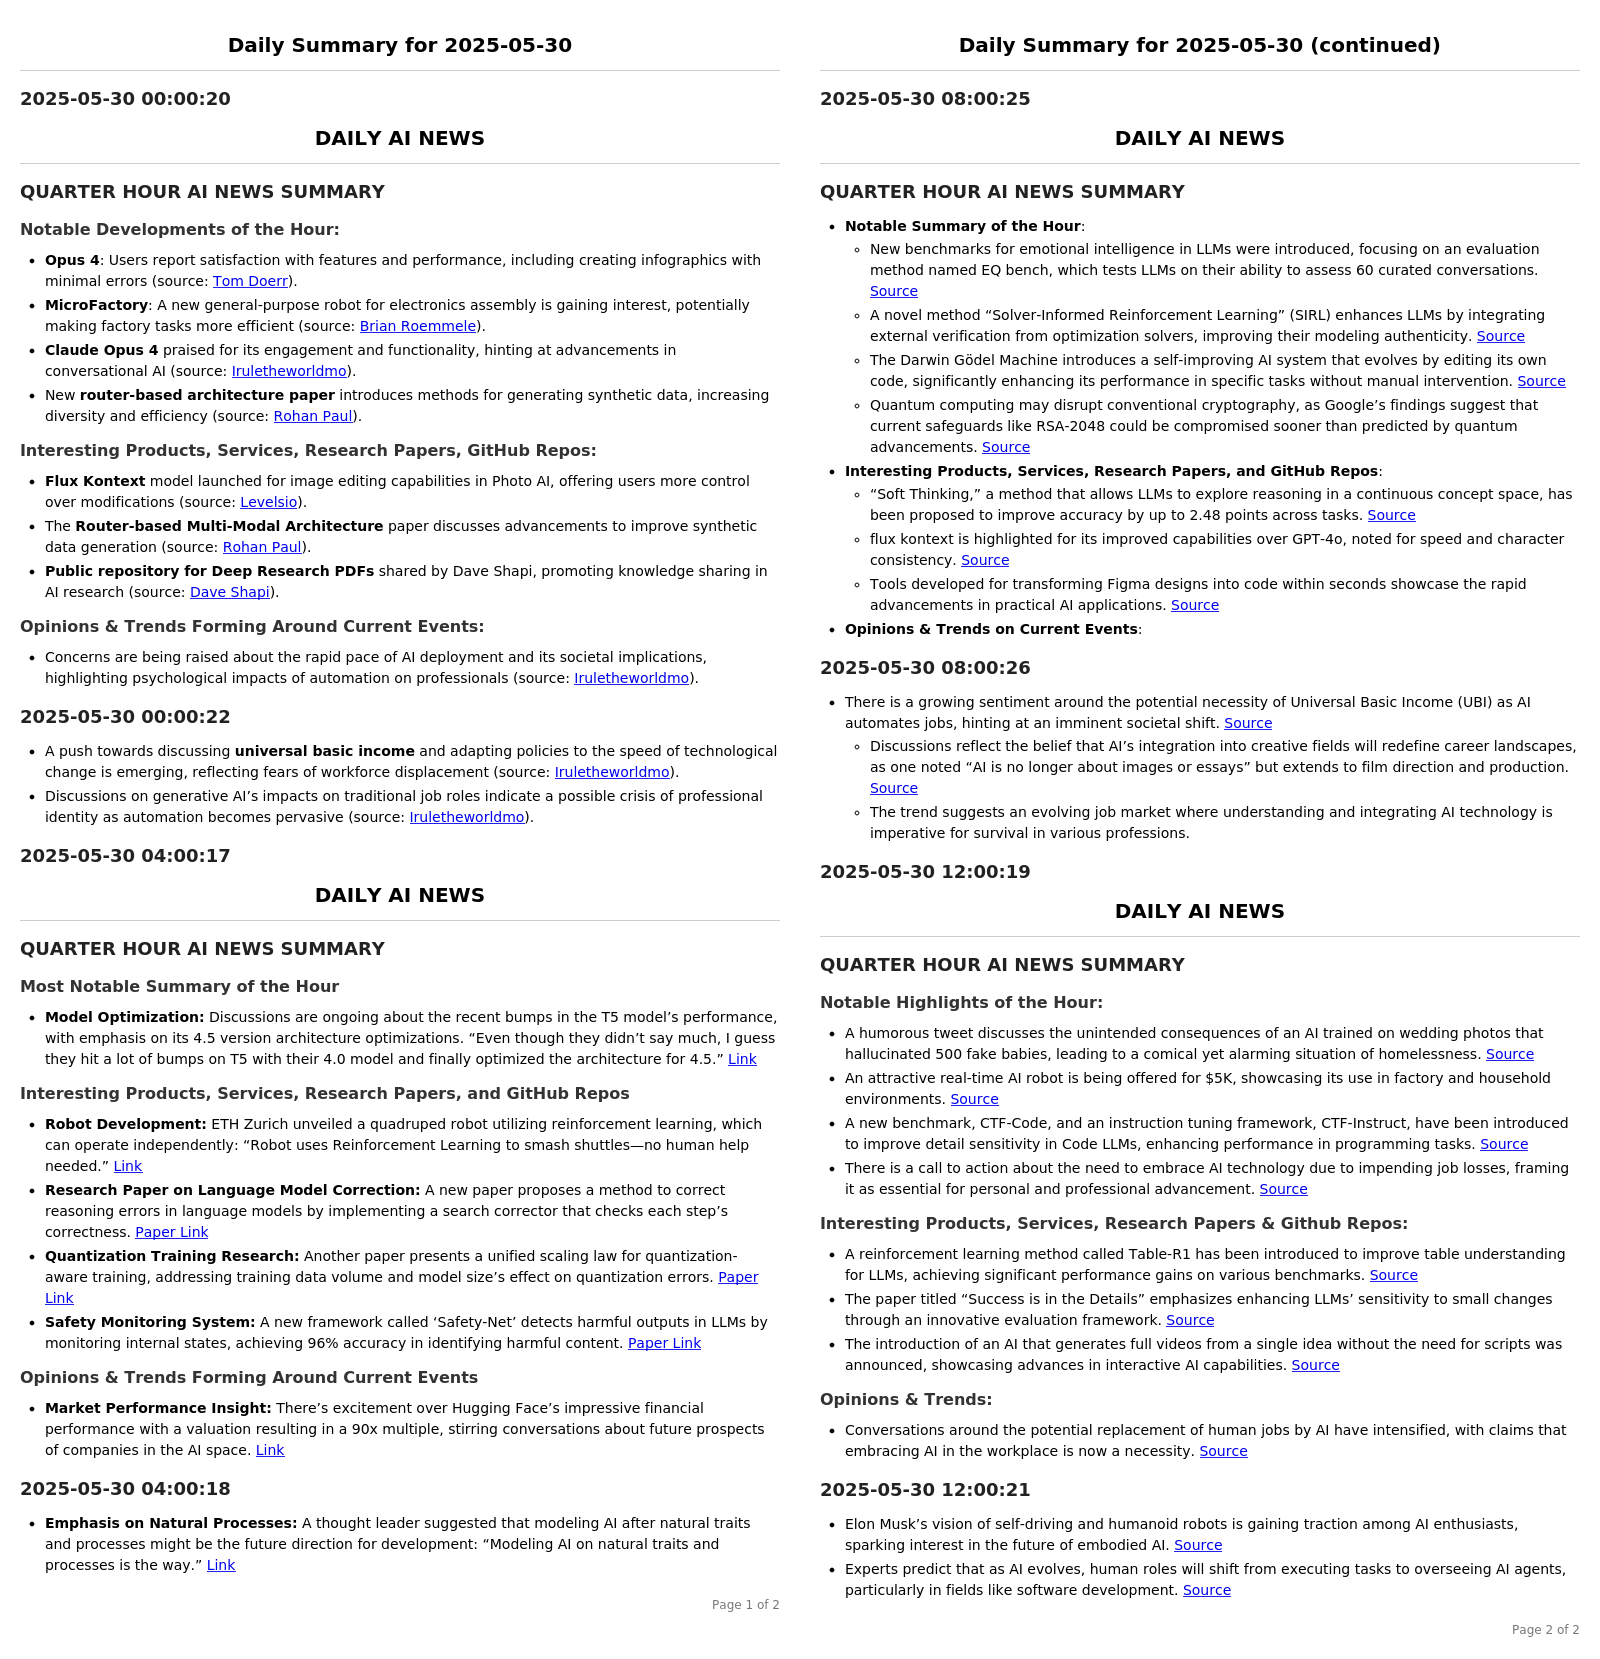 Daily Summary for 2025-05-30
2025-05-30 00:00:20
DAILY AI NEWS
QUARTER HOUR AI NEWS SUMMARY
Notable Developments of the Hour:
• Opus 4: Users report satisfaction with features and performance, including creating infographics with
minimal errors (source: Tom Doerr).
• MicroFactory: A new general-purpose robot for electronics assembly is gaining interest, potentially
making factory tasks more efficient (source: Brian Roemmele).
• Claude Opus 4 praised for its engagement and functionality, hinting at advancements in
conversational AI (source: Iruletheworldmo).
• New router-based architecture paper introduces methods for generating synthetic data, increasing
diversity and efficiency (source: Rohan Paul).
Interesting Products, Services, Research Papers, GitHub Repos:
• Flux Kontext model launched for image editing capabilities in Photo AI, offering users more control
over modifications (source: Levelsio).
• The Router-based Multi-Modal Architecture paper discusses advancements to improve synthetic
data generation (source: Rohan Paul).
• Public repository for Deep Research PDFs shared by Dave Shapi, promoting knowledge sharing in
AI research (source: Dave Shapi).
Opinions & Trends Forming Around Current Events:
• Concerns are being raised about the rapid pace of AI deployment and its societal implications,
highlighting psychological impacts of automation on professionals (source: Iruletheworldmo).
2025-05-30 00:00:22
• A push towards discussing universal basic income and adapting policies to the speed of technological
change is emerging, reflecting fears of workforce displacement (source: Iruletheworldmo).
• Discussions on generative AI’s impacts on traditional job roles indicate a possible crisis of professional
identity as automation becomes pervasive (source: Iruletheworldmo).
2025-05-30 04:00:17
DAILY AI NEWS
QUARTER HOUR AI NEWS SUMMARY
Most Notable Summary of the Hour
• Model Optimization: Discussions are ongoing about the recent bumps in the T5 model’s performance,
with emphasis on its 4.5 version architecture optimizations. “Even though they didn’t say much, I guess
they hit a lot of bumps on T5 with their 4.0 model and finally optimized the architecture for 4.5.” Link
Interesting Products, Services, Research Papers, and GitHub Repos
• Robot Development: ETH Zurich unveiled a quadruped robot utilizing reinforcement learning, which
can operate independently: “Robot uses Reinforcement Learning to smash shuttles—no human help
needed.” Link
• Research Paper on Language Model Correction: A new paper proposes a method to correct
reasoning errors in language models by implementing a search corrector that checks each step’s
correctness. Paper Link
• Quantization Training Research: Another paper presents a unified scaling law for quantization-
aware training, addressing training data volume and model size’s effect on quantization errors. Paper
Link
• Safety Monitoring System: A new framework called ‘Safety-Net’ detects harmful outputs in LLMs by
monitoring internal states, achieving 96% accuracy in identifying harmful content. Paper Link
Opinions & Trends Forming Around Current Events
• Market Performance Insight: There’s excitement over Hugging Face’s impressive financial
performance with a valuation resulting in a 90x multiple, stirring conversations about future prospects
of companies in the AI space. Link
2025-05-30 04:00:18
• Emphasis on Natural Processes: A thought leader suggested that modeling AI after natural traits
and processes might be the future direction for development: “Modeling AI on natural traits and
processes is the way.” Link
Page 1 of 2
Daily Summary for 2025-05-30 (continued)
2025-05-30 08:00:25
DAILY AI NEWS
QUARTER HOUR AI NEWS SUMMARY
• Notable Summary of the Hour:
◦ New benchmarks for emotional intelligence in LLMs were introduced, focusing on an evaluation
method named EQ bench, which tests LLMs on their ability to assess 60 curated conversations.
Source
◦ A novel method “Solver-Informed Reinforcement Learning” (SIRL) enhances LLMs by integrating
external verification from optimization solvers, improving their modeling authenticity. Source
◦ The Darwin Gödel Machine introduces a self-improving AI system that evolves by editing its own
code, significantly enhancing its performance in specific tasks without manual intervention. Source
◦ Quantum computing may disrupt conventional cryptography, as Google’s findings suggest that
current safeguards like RSA-2048 could be compromised sooner than predicted by quantum
advancements. Source
• Interesting Products, Services, Research Papers, and GitHub Repos:
◦ “Soft Thinking,” a method that allows LLMs to explore reasoning in a continuous concept space, has
been proposed to improve accuracy by up to 2.48 points across tasks. Source
◦ flux kontext is highlighted for its improved capabilities over GPT-4o, noted for speed and character
consistency. Source
◦ Tools developed for transforming Figma designs into code within seconds showcase the rapid
advancements in practical AI applications. Source
• Opinions & Trends on Current Events:
2025-05-30 08:00:26
• There is a growing sentiment around the potential necessity of Universal Basic Income (UBI) as AI
automates jobs, hinting at an imminent societal shift. Source
◦ Discussions reflect the belief that AI’s integration into creative fields will redefine career landscapes,
as one noted “AI is no longer about images or essays” but extends to film direction and production.
Source
◦ The trend suggests an evolving job market where understanding and integrating AI technology is
imperative for survival in various professions.
2025-05-30 12:00:19
DAILY AI NEWS
QUARTER HOUR AI NEWS SUMMARY
Notable Highlights of the Hour:
• A humorous tweet discusses the unintended consequences of an AI trained on wedding photos that
hallucinated 500 fake babies, leading to a comical yet alarming situation of homelessness. Source
• An attractive real-time AI robot is being offered for $5K, showcasing its use in factory and household
environments. Source
• A new benchmark, CTF-Code, and an instruction tuning framework, CTF-Instruct, have been introduced
to improve detail sensitivity in Code LLMs, enhancing performance in programming tasks. Source
• There is a call to action about the need to embrace AI technology due to impending job losses, framing
it as essential for personal and professional advancement. Source
Interesting Products, Services, Research Papers & Github Repos:
• A reinforcement learning method called Table-R1 has been introduced to improve table understanding
for LLMs, achieving significant performance gains on various benchmarks. Source
• The paper titled “Success is in the Details” emphasizes enhancing LLMs’ sensitivity to small changes
through an innovative evaluation framework. Source
• The introduction of an AI that generates full videos from a single idea without the need for scripts was
announced, showcasing advances in interactive AI capabilities. Source
Opinions & Trends:
• Conversations around the potential replacement of human jobs by AI have intensified, with claims that
embracing AI in the workplace is now a necessity. Source
2025-05-30 12:00:21
• Elon Musk’s vision of self-driving and humanoid robots is gaining traction among AI enthusiasts,
sparking interest in the future of embodied AI. Source
• Experts predict that as AI evolves, human roles will shift from executing tasks to overseeing AI agents,
particularly in fields like software development. Source
Page 2 of 2